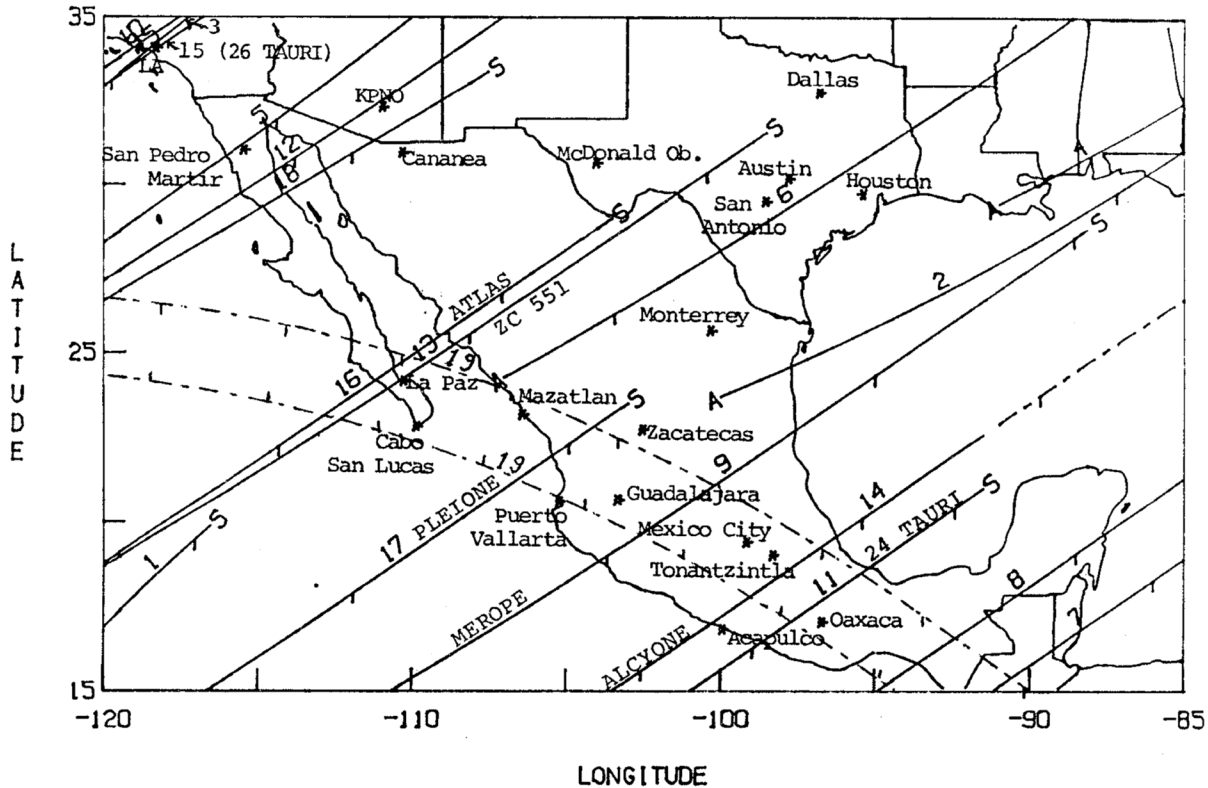 35
3
15 (26 TAURI)
LA
KPNO
S
Dallas
5
12
18
San Pedro
Martir
Cananea
McDonald Ob.
S
Austin
6
San
Antonio
Houston
A
S
S
2
ATLAS
ZC 551
Monterrey
25
13
19
16
La Paz
A
Mazatlan
S
A
Cabo
San Lucas
Zacatecas
19
9
17 PLEIONE
Guadalajara
Puerto
Vallarta
Mexico City
14
24 TAURI
S
S
1
Tonantzintla
11
8
7
MEROPE
ALCYONE
Acapulco
Oaxaca
15
-120
-110
-100
-90
-85
LATITUDE
LONGITUDE